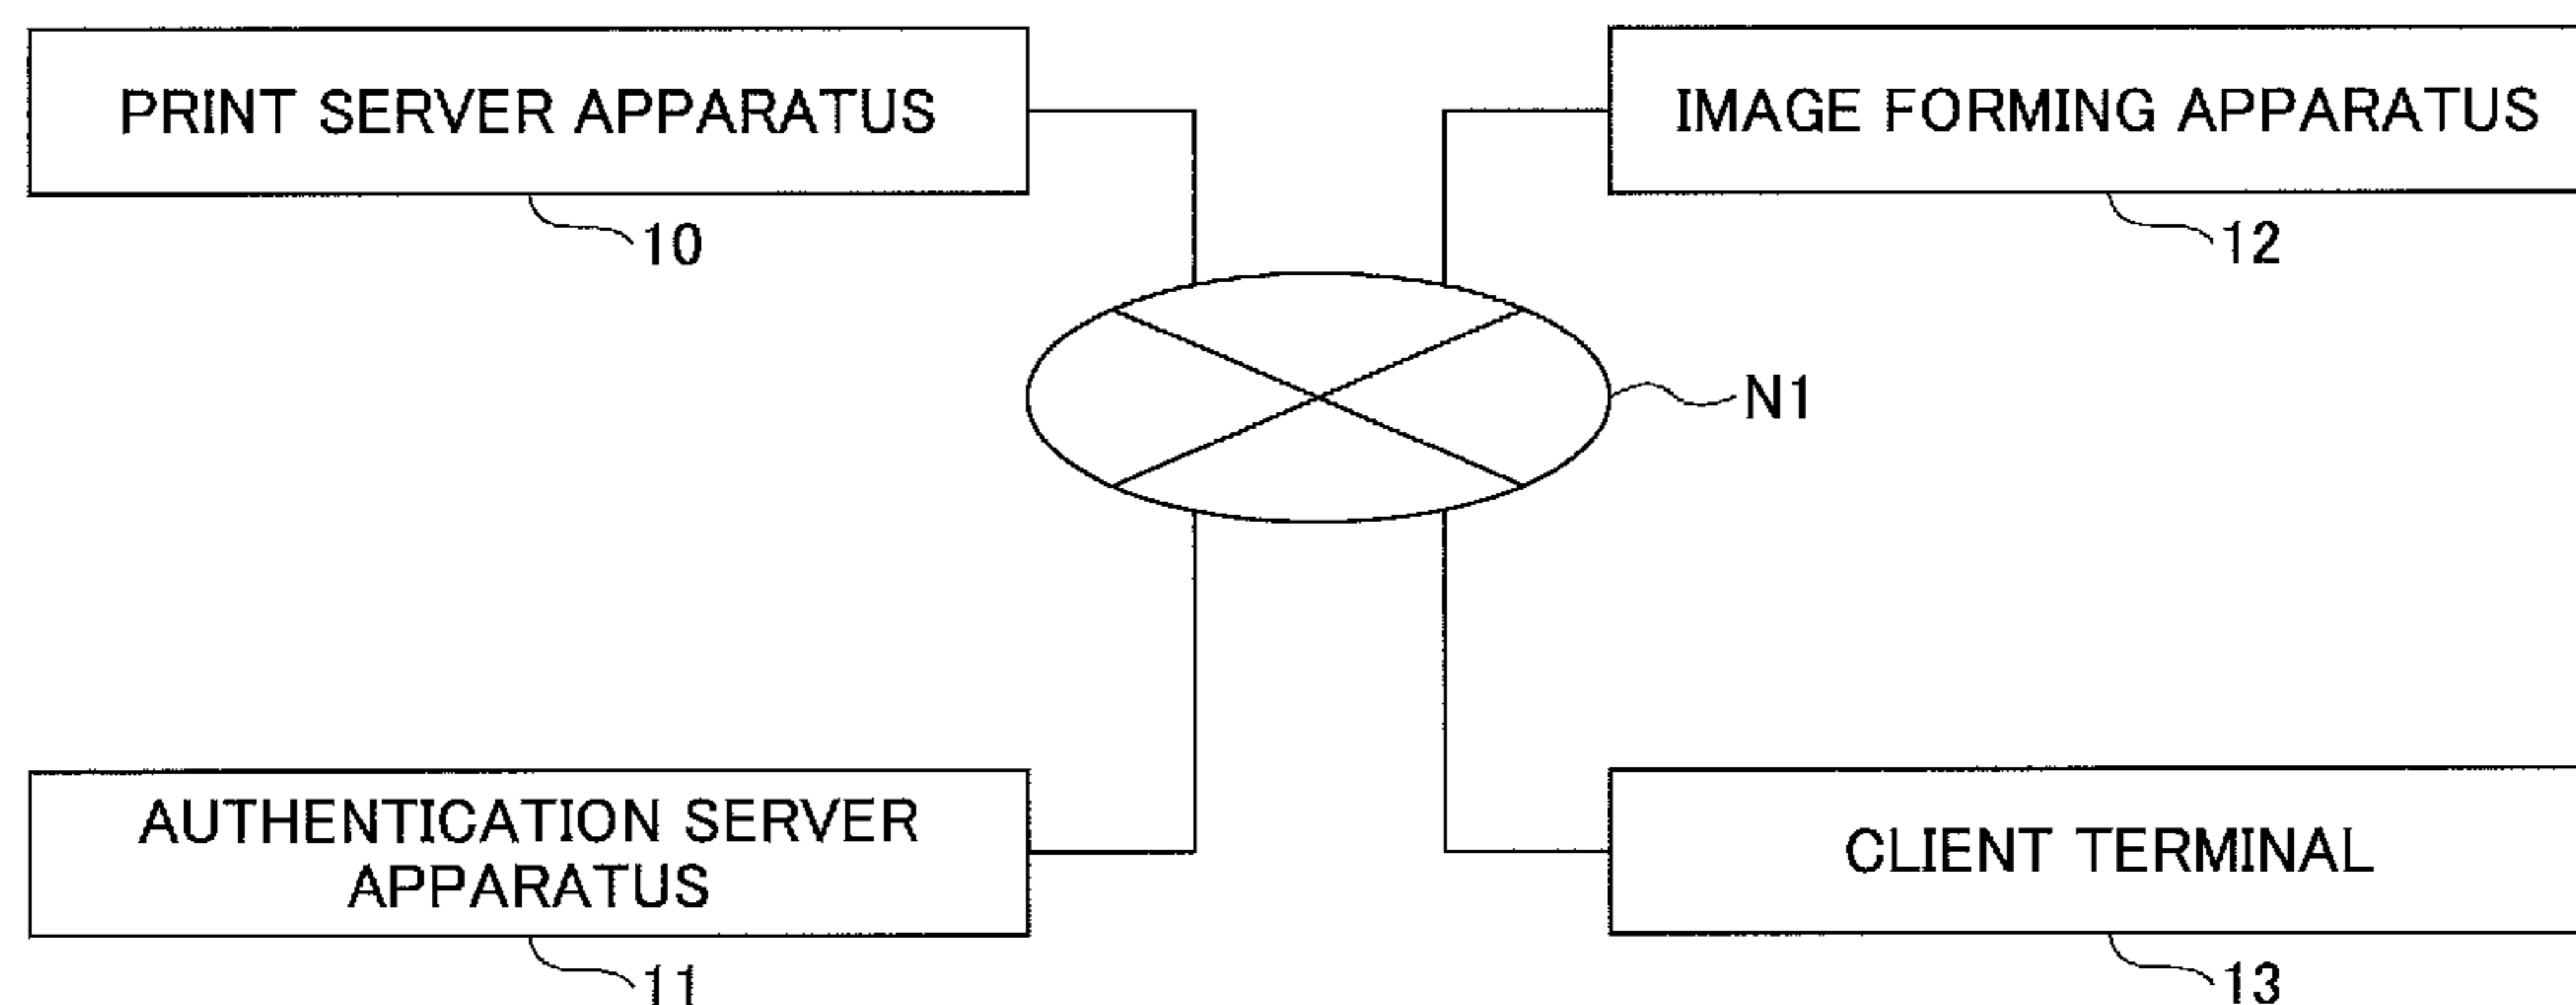 PRINT SERVER APPARATUS
10
IMAGE FORMING APPARATUS
12
N1
AUTHENTICATION SERVER
APPARATUS
11
CLIENT TERMINAL
13